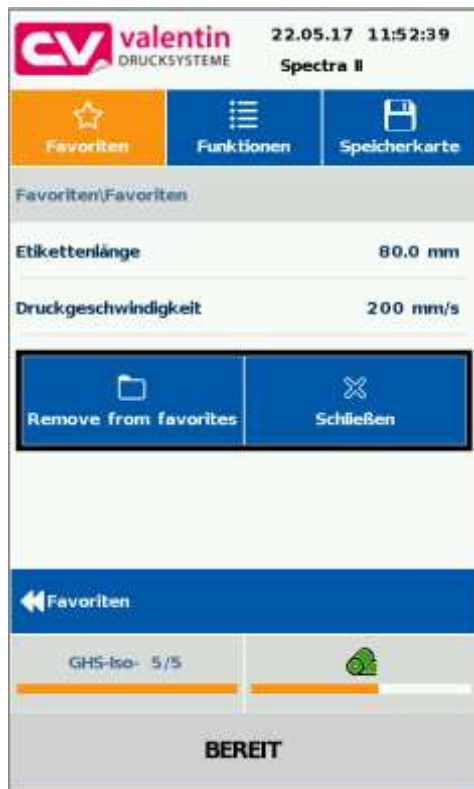 CV valentin
DRUCKSYSTEME
22.05.17 11:52:39
Spectra II
Favoriten
Funktionen
Speicherkarte
Favoriten\Favoriten
Etikettenlänge 80.0 mm
Druckgeschwindigkeit 200 mm/s
Remove from favorites
Schließen
Favoriten
GHS-Iso- 5/5
BEREIT